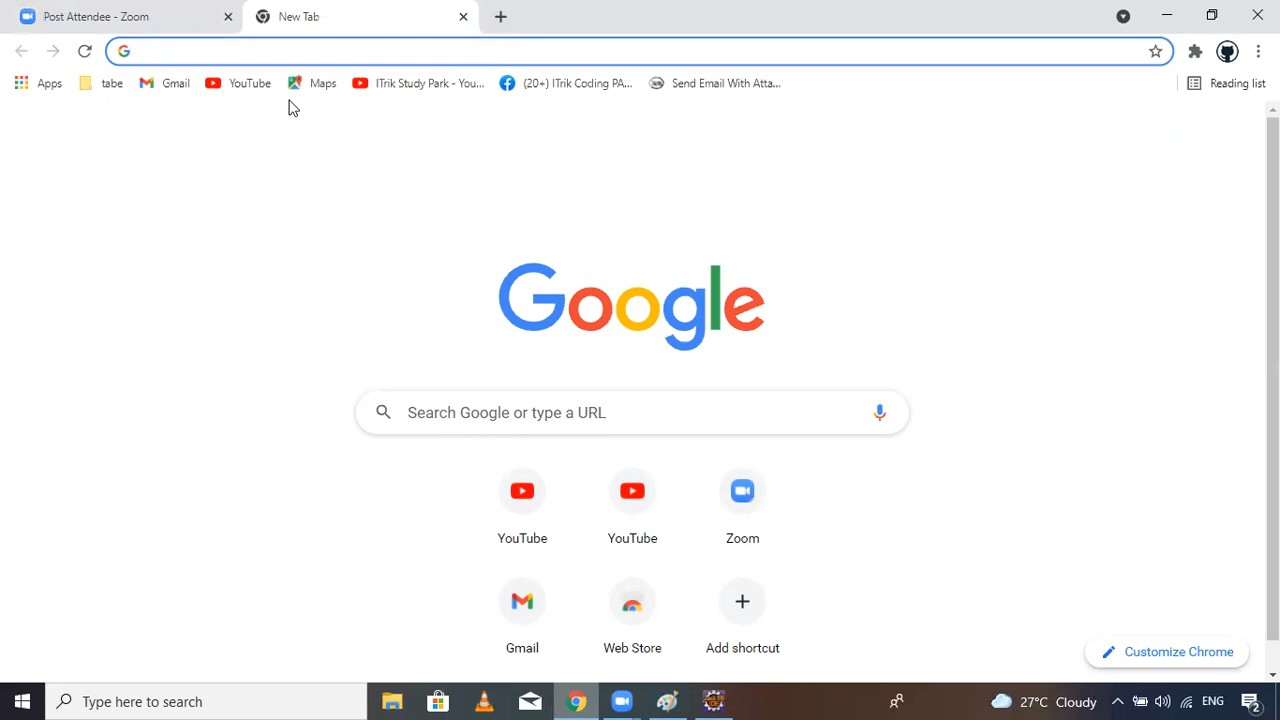 Post Attendee - Zoom
New Tab
Apps
tabe
Gmail
YouTube
Maps
ITrik Study Park - You...
(20+) ITrik Coding PA...
Send Email With Atta...
Reading list
Google
Search Google or type a URL
YouTube
YouTube
Zoom
Gmail
Web Store
Add shortcut
Customize Chrome
Type here to search
27°C Cloudy
ENG
2